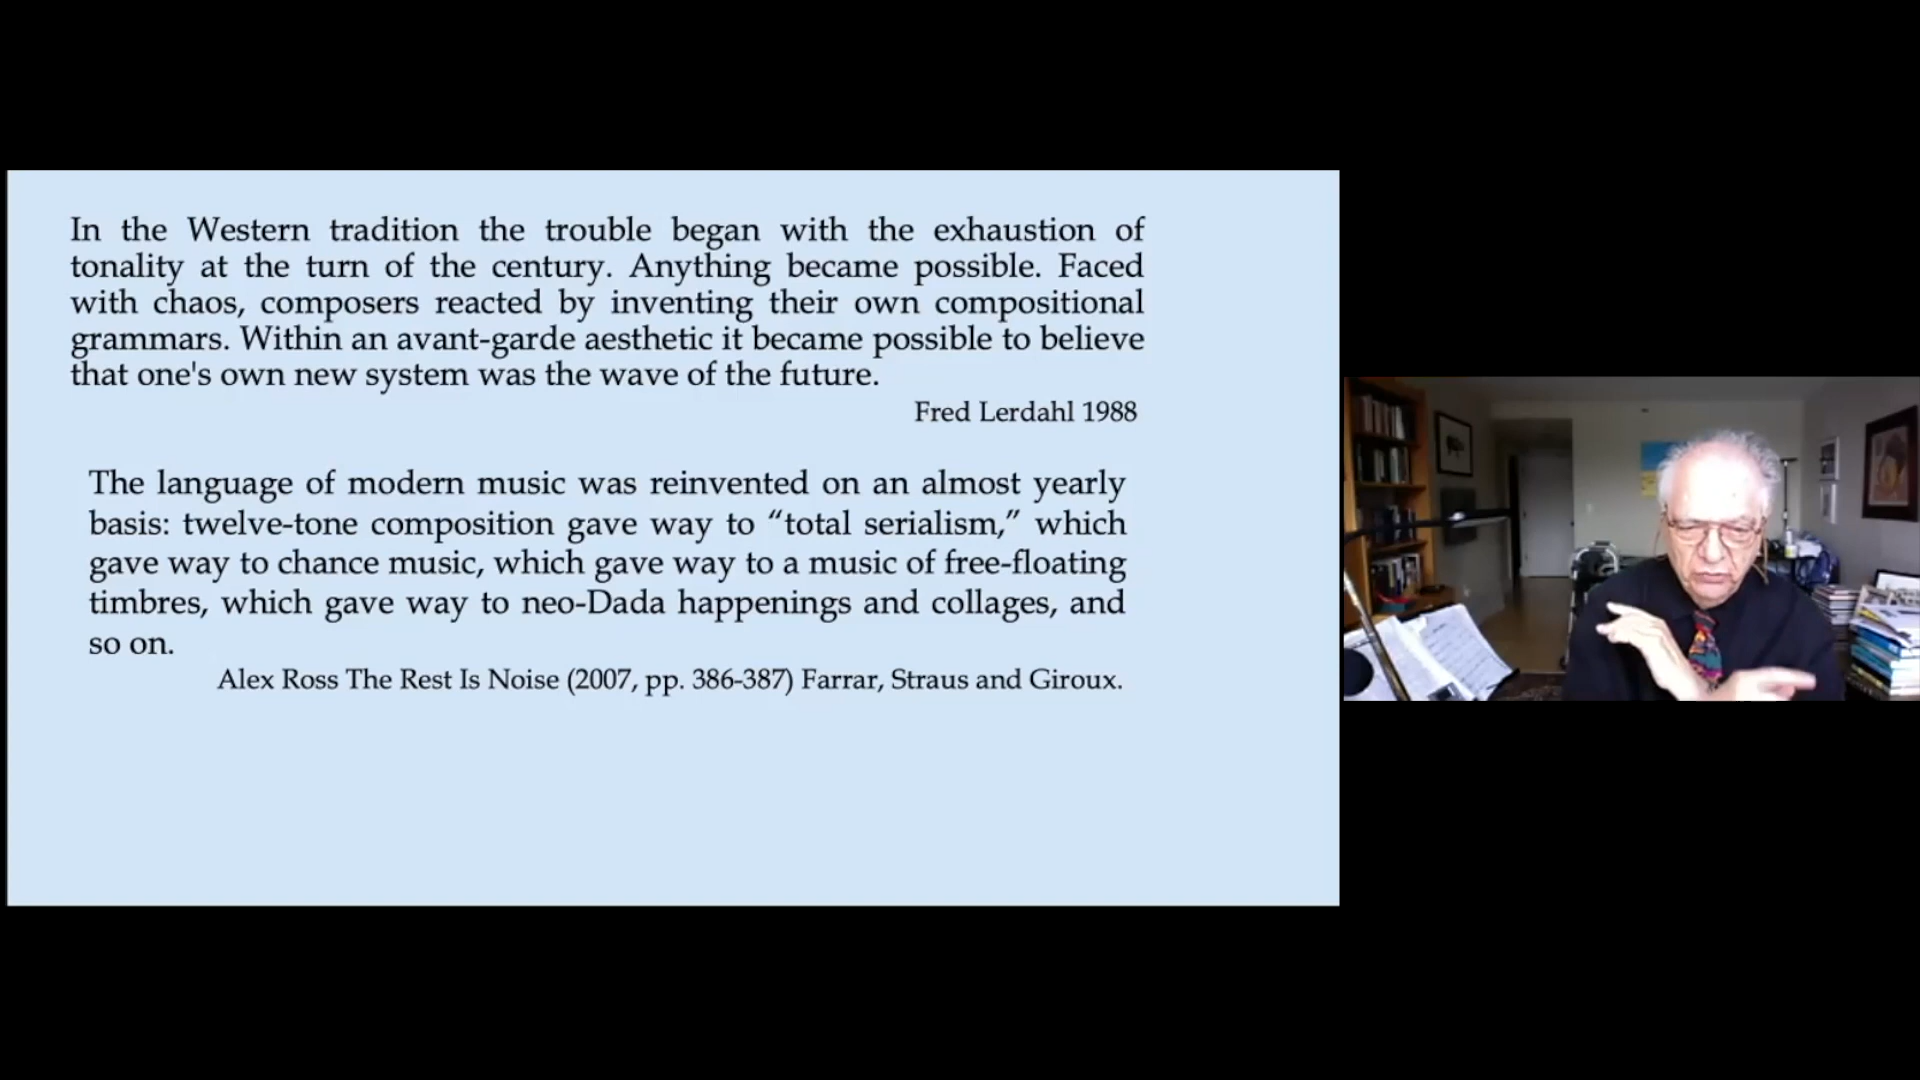 In the Western tradition the trouble began with the exhaustion of
tonality at the turn of the century. Anything became possible. Faced
with chaos, composers reacted by inventing their own compositional
grammars. Within an avant-garde aesthetic it became possible to believe
that one's own new system was the wave of the future.
Fred Lerdahl 1988
The language of modern music was reinvented on an almost yearly
basis: twelve-tone composition gave way to “total serialism,” which
gave way to chance music, which gave way to a music of free-floating
timbres, which gave way to neo-Dada happenings and collages, and
so on.
Alex Ross The Rest Is Noise (2007, pp. 386-387) Farrar, Straus and Giroux.